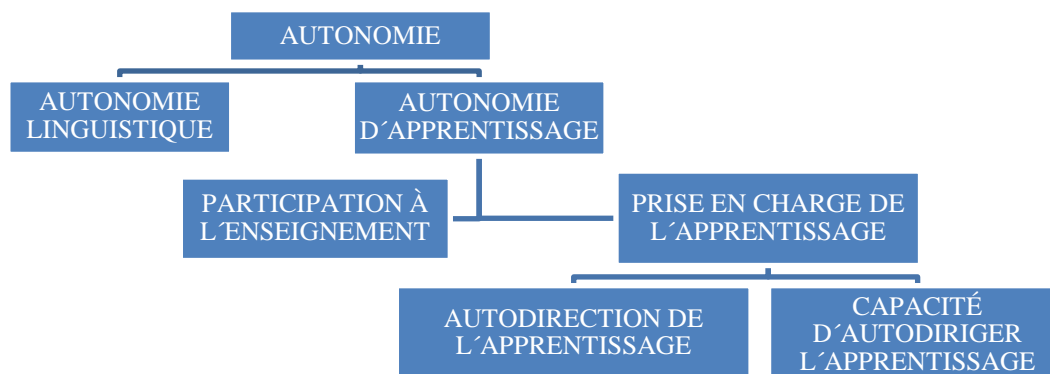 AUTONOMIE
AUTONOMIE
LINGUISTIQUE
AUTONOMIE
D´APPRENTISSAGE
PARTICIPATION À
L´ENSEIGNEMENT
PRISE EN CHARGE DE
L´APPRENTISSAGE
AUTODIRECTION DE
L´APPRENTISSAGE
CAPACITÉ
D´AUTODIRIGER
L´APPRENTISSAGE